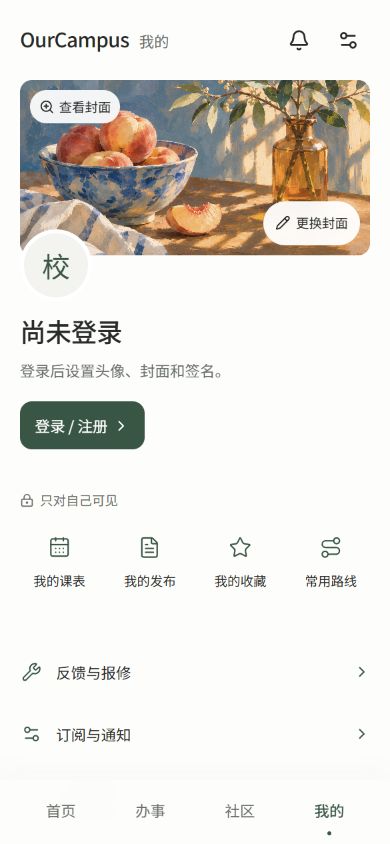 OurCampus 我的
查看封面
更换封面
校
尚未登录
登录后设置头像、封面和签名。
登录 / 注册
只对自己可见
我的课表 我的发布 我的收藏 常用路线
反馈与报修
订阅与通知
首页 办事 社区 我的